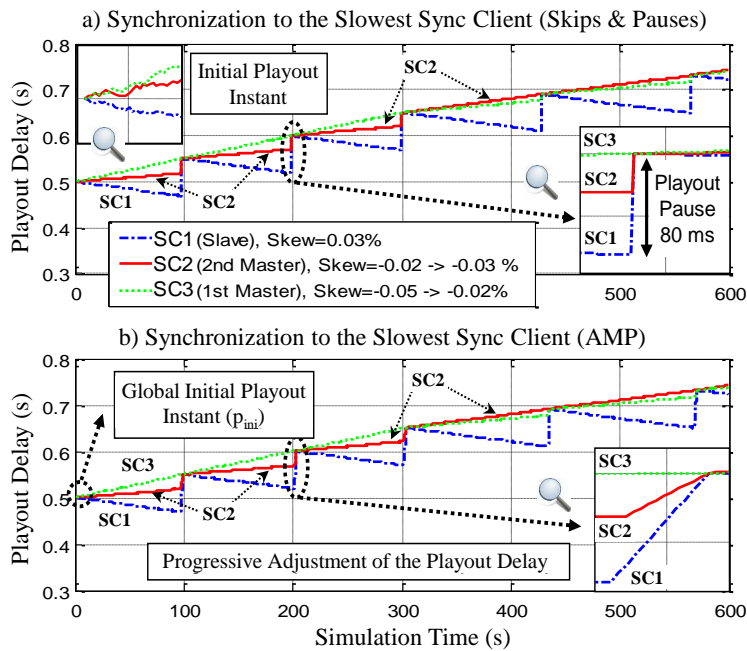 a) Synchronization to the Slowest Sync Client (Skips & Pauses)
0.8
0.7
0.6
0.5
0.4
0.3
Playout Delay (s)
Initial Playout
Instant
SC2
SC1
SC2
SC3
SC2
SC1
Playout
Pause
80 ms
SC1 (Slave), Skew=0.03%
SC2 (2nd Master), Skew=-0.02 -> -0.03 %
SC3 (1st Master), Skew=-0.05 -> -0.02%
0
100
200
300
400
500
600
b) Synchronization to the Slowest Sync Client (AMP)
0.8
0.7
0.6
0.5
0.4
0.3
Playout Delay (s)
Global Initial Playout
Instant (pini)
SC2
SC3
SC1
SC2
SC3
SC2
SC1
Progressive Adjustment of the Playout Delay
0
100
200
300
400
500
600
Simulation Time (s)